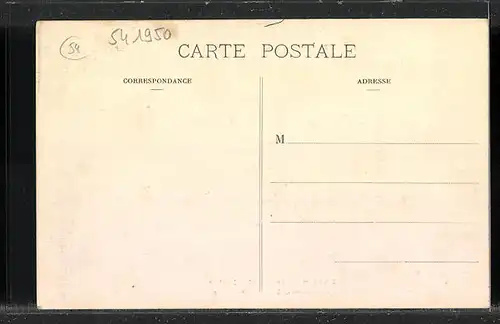 54 541950
CARTE POSTALE
CORRESPONDANCE ADRESSE
M